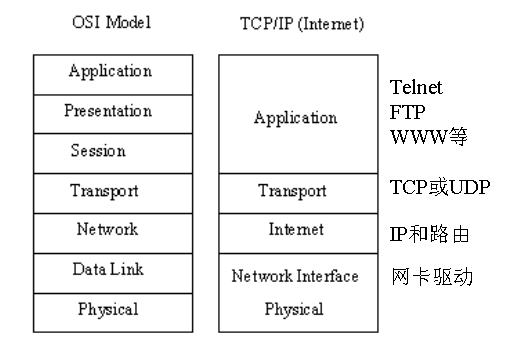 OSI Model
TCP/IP (Internet)
Application
Presentation
Session
Transport
Network
Data Link
Physical
Application
Transport
Internet
Network Interface
Physical
Telnet
FTP
WWW等
TCP或UDP
IP和路由
网卡驱动